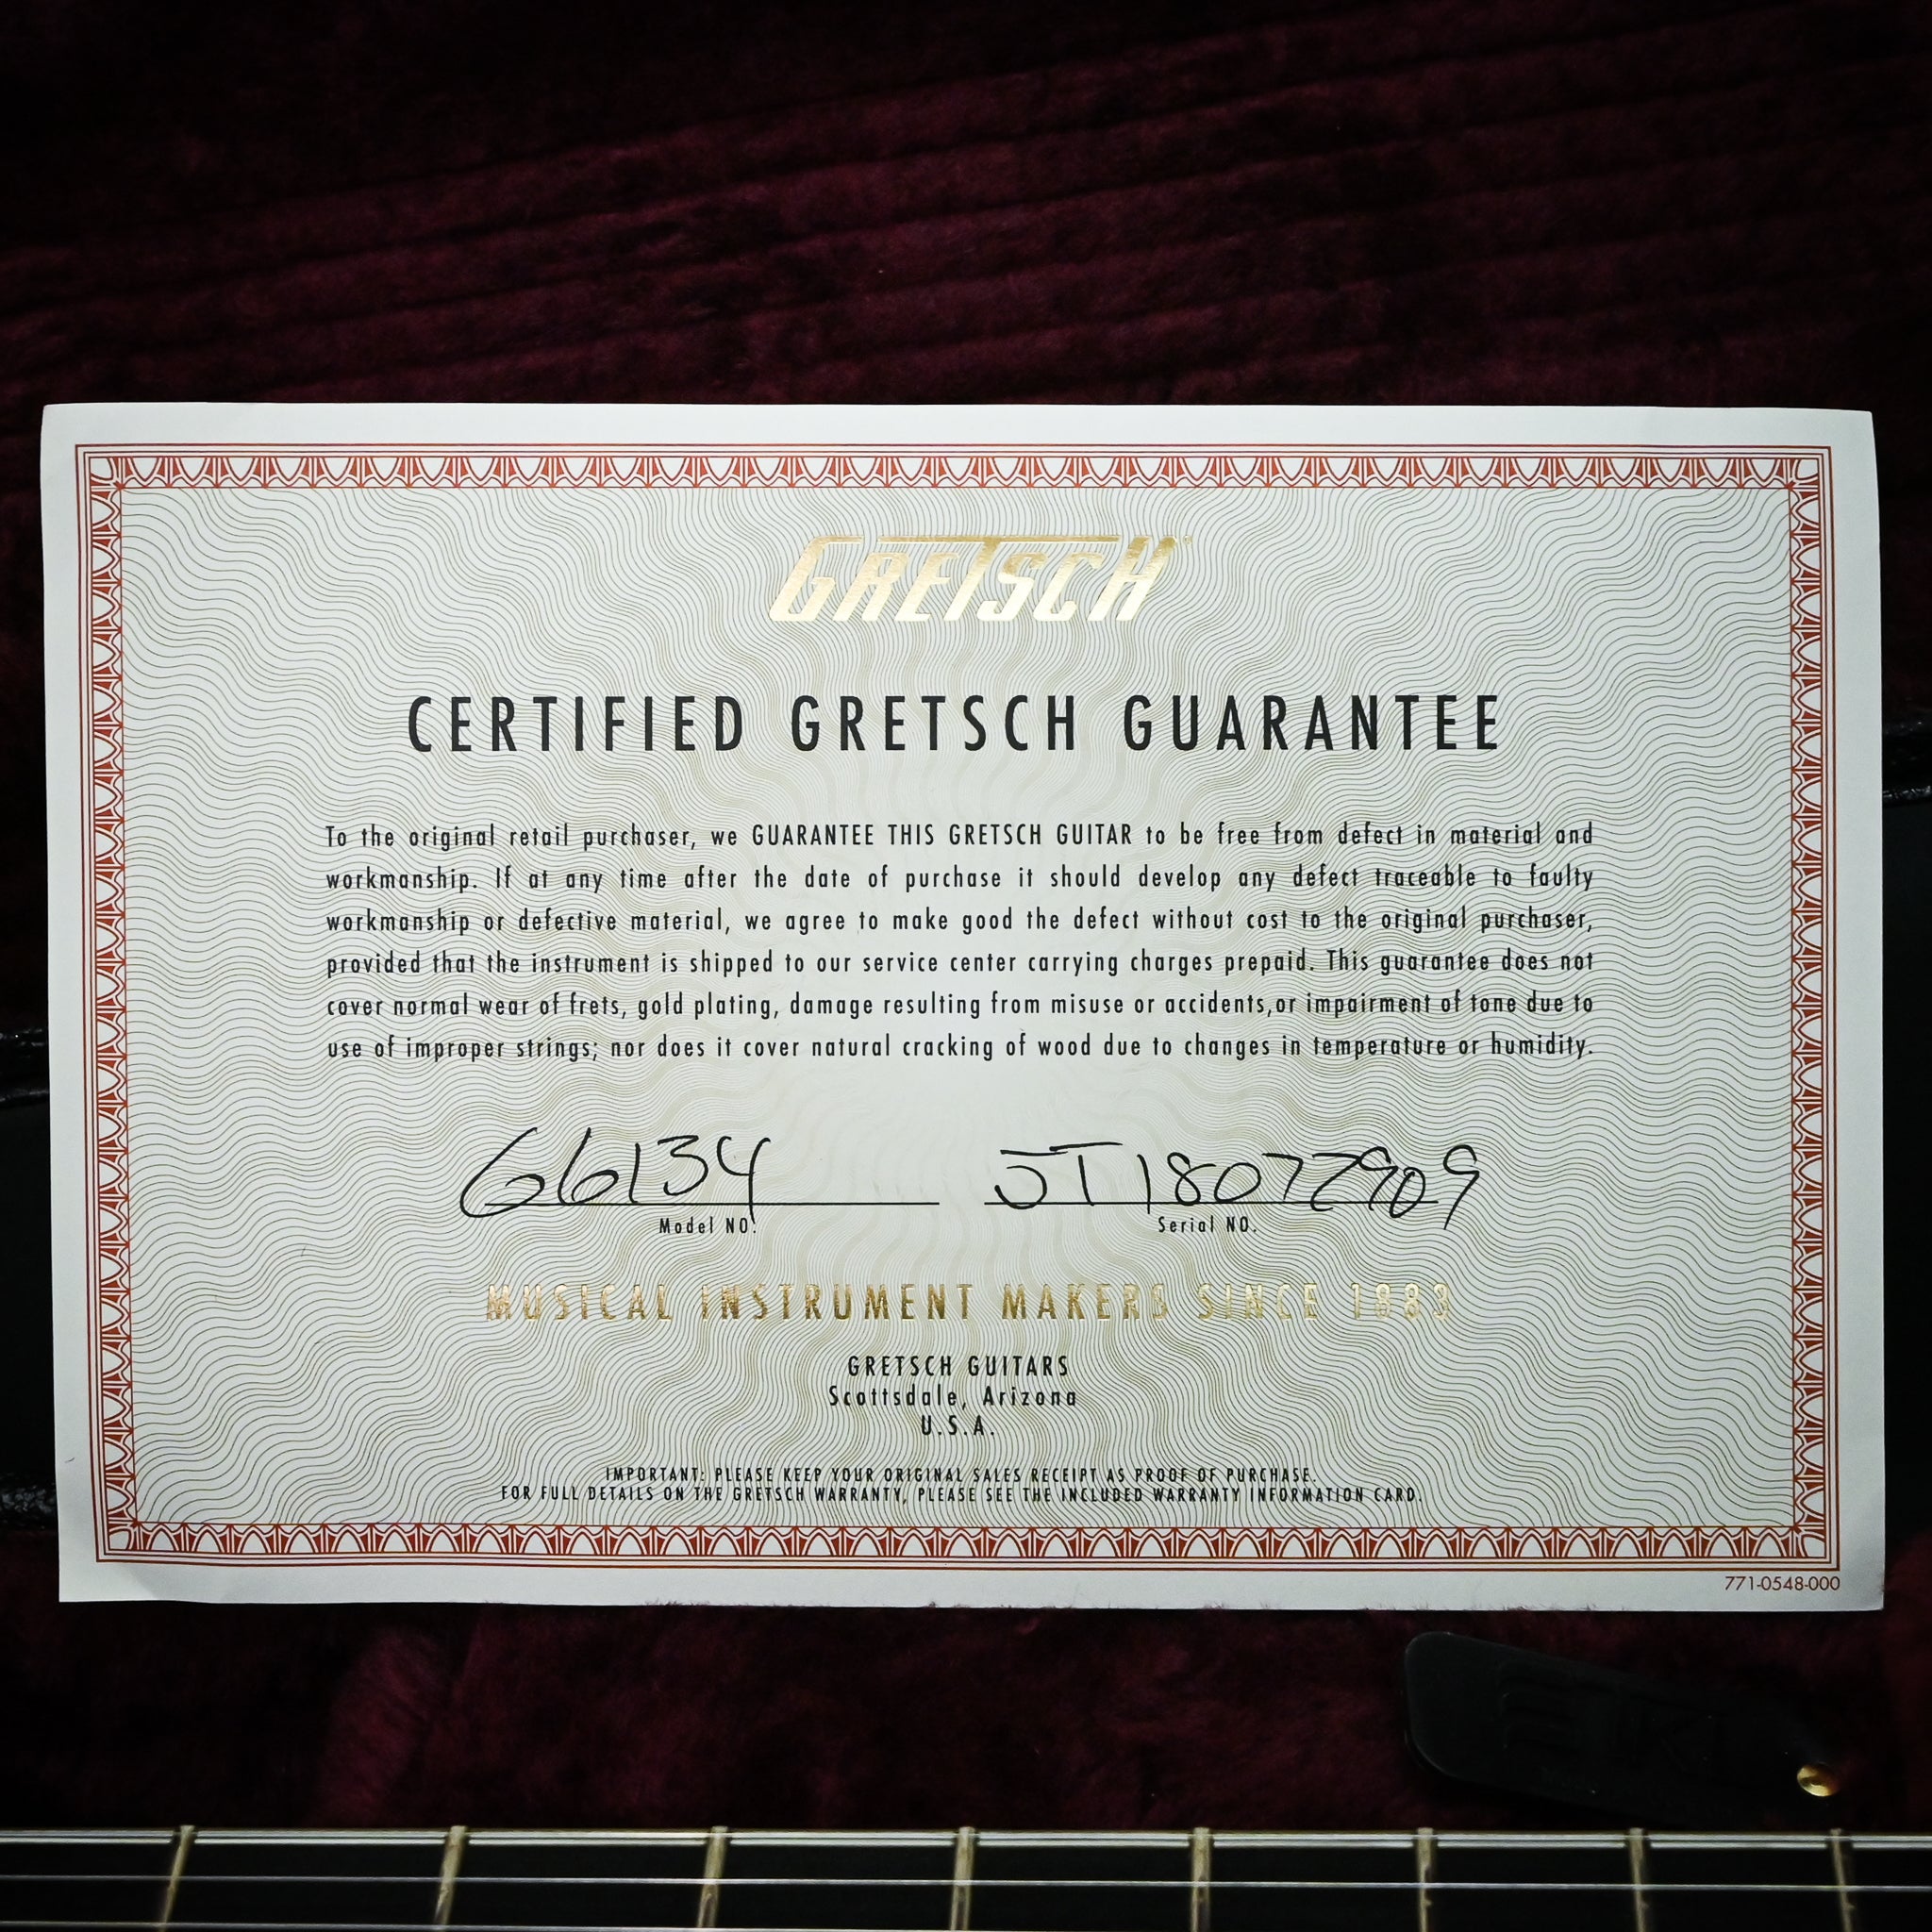 GRETSCH
CERTIFIED GRETSCH GUARANTEE
To the original retail purchaser, we GUARANTEE THIS GRETSCH GUITAR to be free from defect in material and
workmanship. If at any time after the date of purchase it should develop any defect traceable to faulty
workmanship or defective material, we agree to make good the defect without cost to the original purchaser,
provided that the instrument is shipped to our service center carrying charges prepaid. This guarantee does not
cover normal wear of frets, gold plating, damage resulting from misuse or accidents,or impairment of tone due to
use of improper strings; nor does it cover natural cracking of wood due to changes in temperature or humidity.
G6134 JT18072909
Model NO. Serial NO.
MUSICAL INSTRUMENT MAKERS SINCE 1883
GRETSCH GUITARS
Scottsdale, Arizona
U.S.A.
IMPORTANT: PLEASE KEEP YOUR ORIGINAL SALES RECEIPT AS PROOF OF PURCHASE.
FOR FULL DETAILS ON THE GRETSCH WARRANTY, PLEASE SEE THE INCLUDED WARRANTY INFORMATION CARD.
771-0548-000